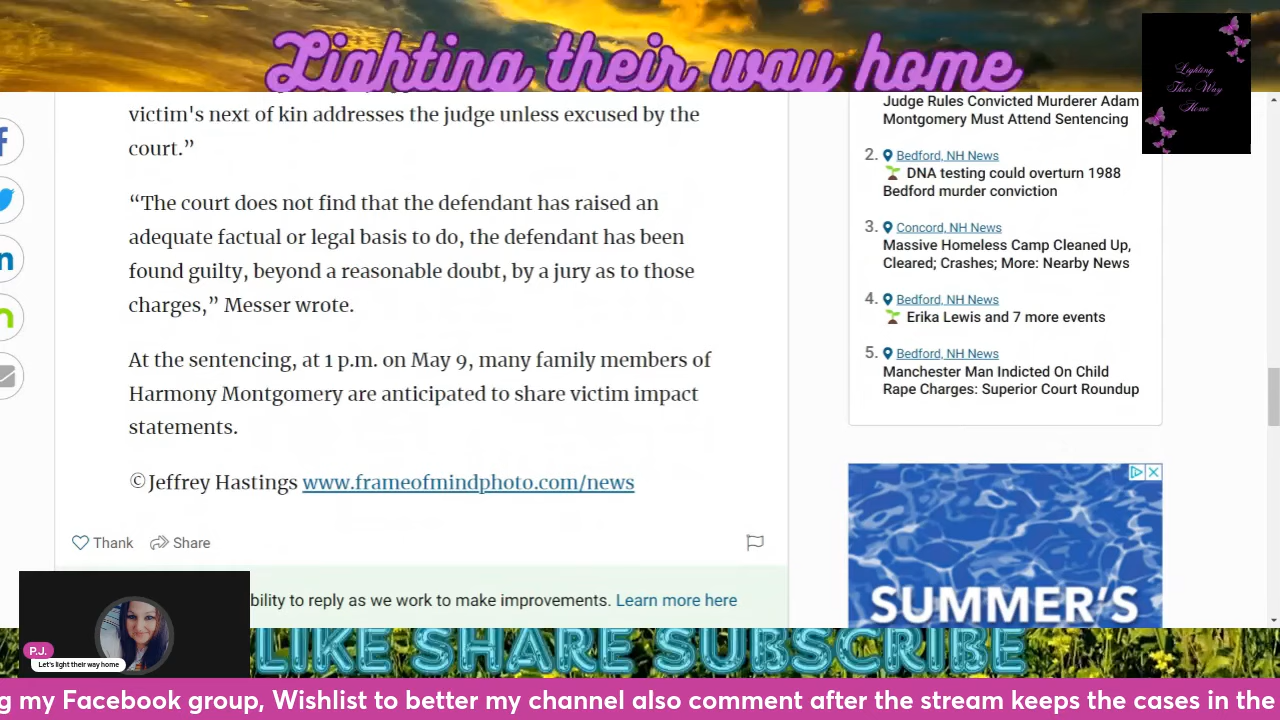 Lighting their way home
Lighting
Their Way
Home
victim's next of kin addresses the judge unless excused by the
court.”
“The court does not find that the defendant has raised an
adequate factual or legal basis to do, the defendant has been
found guilty, beyond a reasonable doubt, by a jury as to those
charges,” Messer wrote.
At the sentencing, at 1 p.m. on May 9, many family members of
Harmony Montgomery are anticipated to share victim impact
statements.
©Jeffrey Hastings www.frameofmindphoto.com/news
Thank Share
bility to reply as we work to make improvements. Learn more here
Judge Rules Convicted Murderer Adam
Montgomery Must Attend Sentencing
2. Bedford, NH News
DNA testing could overturn 1988
Bedford murder conviction
3. Concord, NH News
Massive Homeless Camp Cleaned Up,
Cleared; Crashes; More: Nearby News
4. Bedford, NH News
Erika Lewis and 7 more events
5. Bedford, NH News
Manchester Man Indicted On Child
Rape Charges: Superior Court Roundup
SUMMER'S
P.J.
Let's light their way home
LIKE SHARE SUBSCRIBE
g my Facebook group, Wishlist to better my channel also comment after the stream keeps the cases in the